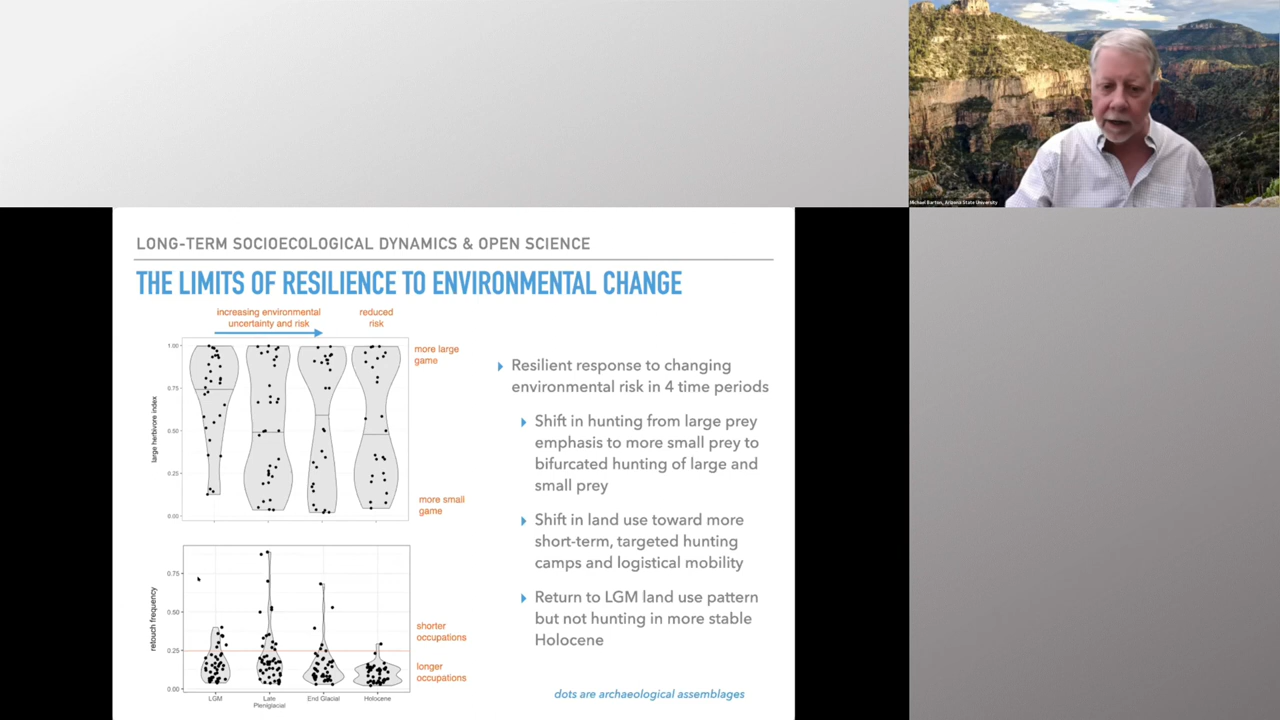 Michael Barton, Arizona State University
LONG-TERM SOCIOECOLOGICAL DYNAMICS & OPEN SCIENCE
THE LIMITS OF RESILIENCE TO ENVIRONMENTAL CHANGE
increasing environmental
uncertainty and risk
reduced
risk
more large
game
more small
game
large herbivore index
1.00
0.75
0.50
0.25
0.00
retouch frequency
0.75
0.50
0.25
0.00
shorter
occupations
longer
occupations
LGM
Late
Pleniglacial
End Glacial
Holocene
Resilient response to changing
environmental risk in 4 time periods
Shift in hunting from large prey
emphasis to more small prey to
bifurcated hunting of large and
small prey
Shift in land use toward more
short-term, targeted hunting
camps and logistical mobility
Return to LGM land use pattern
but not hunting in more stable
Holocene
dots are archaeological assemblages